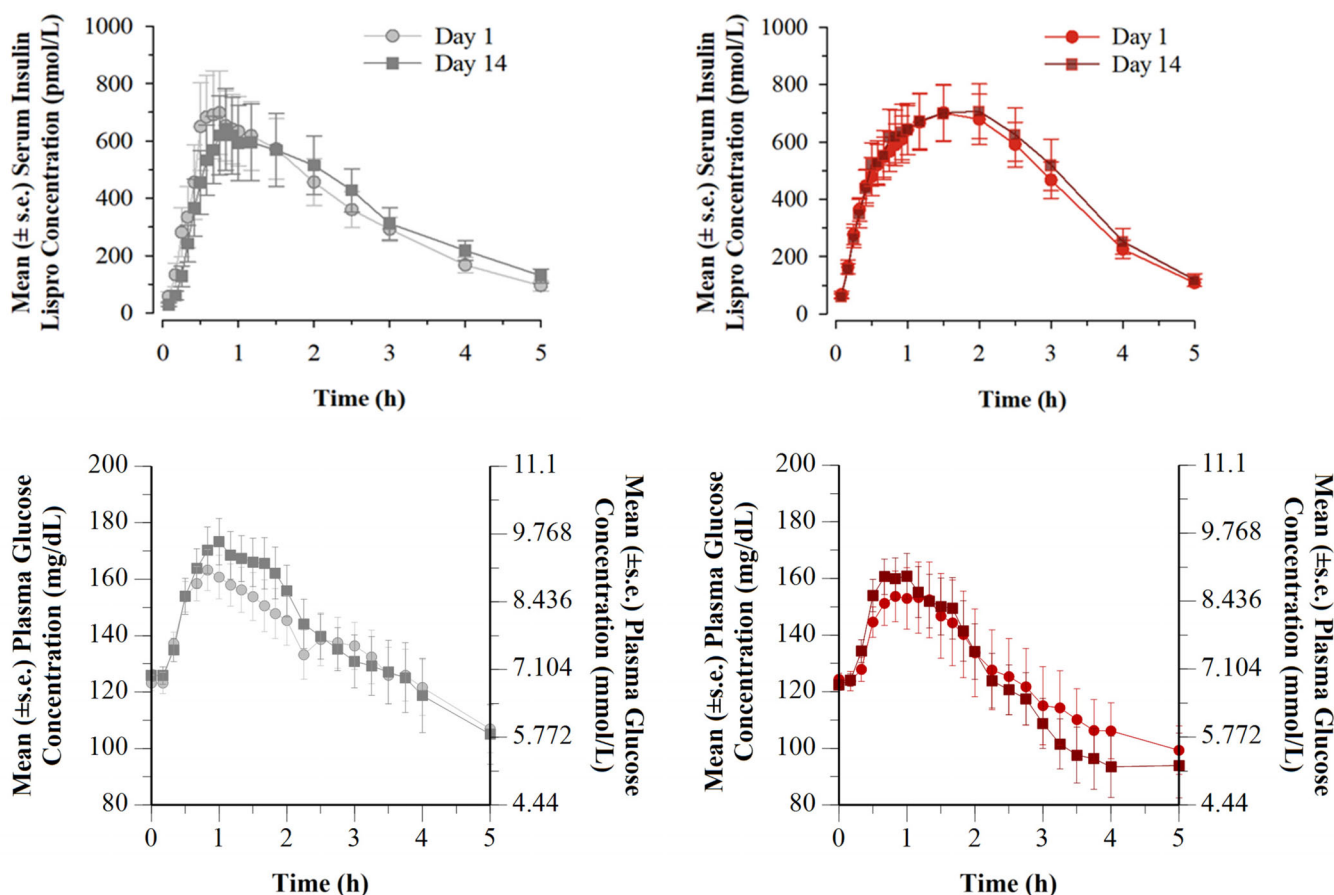 Mean (± s.e.) Serum Insulin
Lispro Concentration (pmol/L)
1000
800
600
400
200
0
Day 1
Day 14
0 1 2 3 4 5
Time (h)
Mean (± s.e.) Serum Insulin
Lispro Concentration (pmol/L)
1000
800
600
400
200
0
Day 1
Day 14
0 1 2 3 4 5
Time (h)
Mean (±s.e.) Plasma Glucose
Concentration (mg/dL)
200
180
160
140
120
100
80
11.1
9.768
8.436
7.104
5.772
4.44
Mean (±s.e.) Plasma Glucose
Concentration (mmol/L)
0 1 2 3 4 5
Time (h)
Mean (±s.e.) Plasma Glucose
Concentration (mg/dL)
200
180
160
140
120
100
80
11.1
9.768
8.436
7.104
5.772
4.44
Mean (±s.e.) Plasma Glucose
Concentration (mmol/L)
0 1 2 3 4 5
Time (h)